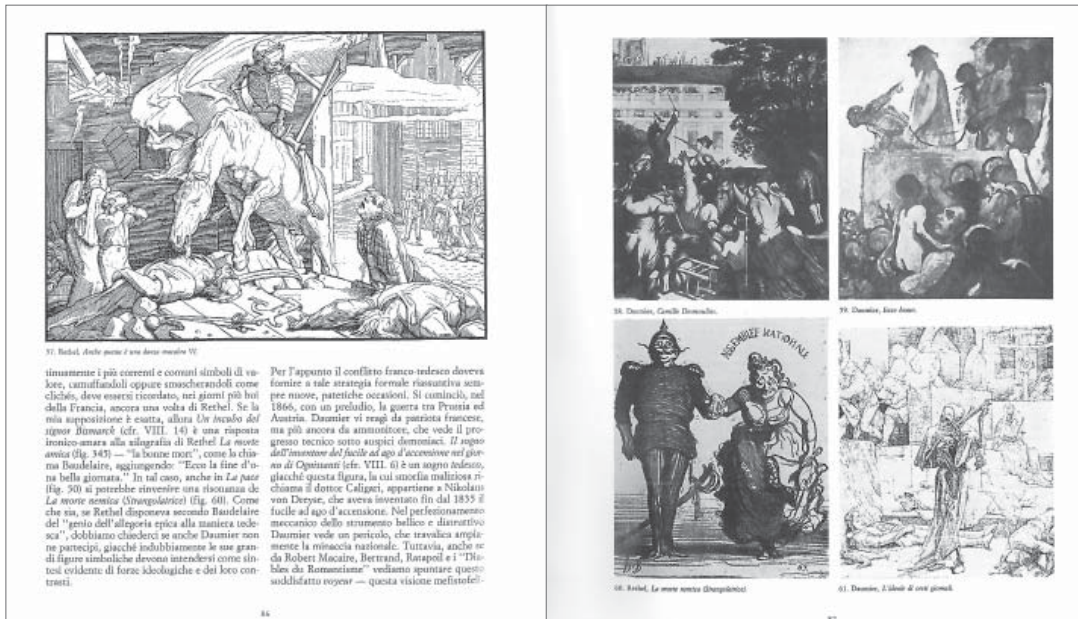 57. Rethel, Anche questa è una danza macabra VI.
tinuamente i più correnti e comuni simboli di va-
lore, camuffandoli oppure smascherandoli come
clichés, deve essersi ricordato, nei giorni più bui
della Francia, ancora una volta di Rethel. Se la
mia supposizione è esatta, allora Un incubo del
signor Bismarck (cfr. VIII. 14) è una risposta
ironico-amara alla xilografia di Rethel La morte
amica (fig. 345) — "la bonne mort", come la chia-
ma Baudelaire, aggiungendo: "Ecco la fine d'u-
na bella giornata." In tal caso, anche in La pace
(fig. 50) si potrebbe rinvenire una risonanza de
La morte nemica (Strangolatrice) (fig. 60). Come
che sia, se Rethel disponeva secondo Baudelaire
del "genio dell'allegoria epica alla maniera tede-
sca", dobbiamo chiederci se anche Daumier non
ne partecipi, giacché indubbiamente le sue gran-
di figure simboliche devono intendersi come sin-
tesi evidente di forze ideologiche e dei loro con-
trasti.
Per l'appunto il conflitto franco-tedesco doveva
fornire a tale strategia formale riassuntiva sem-
pre nuove, patetiche occasioni. Si cominciò, nel
1866, con un preludio, la guerra tra Prussia ed
Austria. Daumier vi reagì da patriota francese,
ma più ancora da ammonitore, che vede il pro-
gresso tecnico sotto auspici demoniaci. Il sogno
dell'inventore del fucile ad ago d'accensione nel gior-
no di Ognissanti (cfr. VIII. 6) è un sogno tedesco,
giacché questa figura, la cui smorfia maliziosa ri-
chiama il dottor Caligari, appartiene a Nikolaus
von Dreyse, che aveva inventato fin dal 1835 il
fucile ad ago d'accensione. Nel perfezionamento
meccanico dello strumento bellico e distruttivo
Daumier vede un pericolo, che travalica ampia-
mente la minaccia nazionale. Tuttavia, anche se
da Robert Macaire, Bertrand, Ratapoil e i "Dia-
bles du Romantisme" vediamo spuntare questo
soddisfatto voyeur — questa visione mefistofeli-
86
58. Daumier, Camille Desmoulins.
59. Daumier, Ecce homo.
60. Rethel, La morte nemica (Strangolatrice)
61. Daumier, L'ideale di certi giornali.